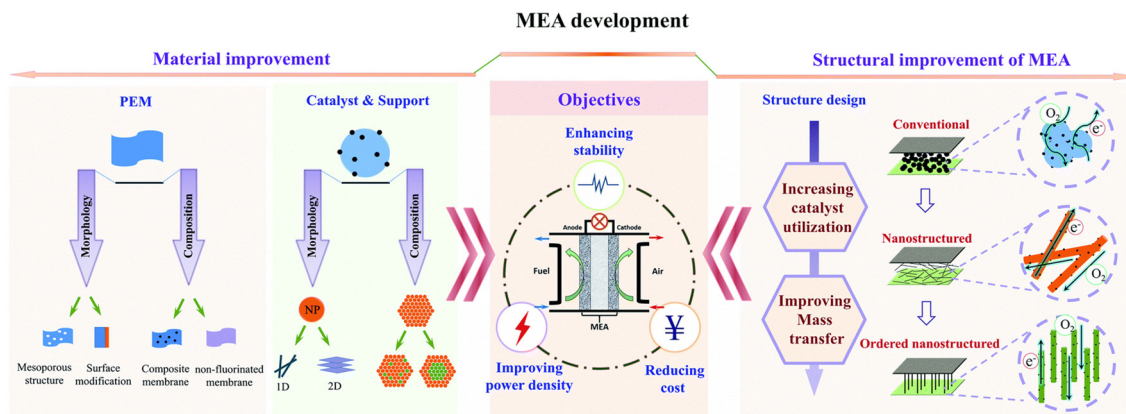 MEA development
Material improvement
Structural improvement of MEA
PEM
Morphology
Composition
Mesoporous
structure
Surface
modification
Composite
membrane
non-fluorinated
membrane
Catalyst & Support
Morphology
Composition
NP
1D
2D
Objectives
Enhancing
stability
Anode
Cathode
Fuel
Air
MEA
¥
Improving
power density
Reducing
cost
Structure design
Increasing
catalyst
utilization
Improving
Mass
transfer
Conventional
O2
e-
Nanostructured
e-
O2
Ordered nanostructured
O2
e-